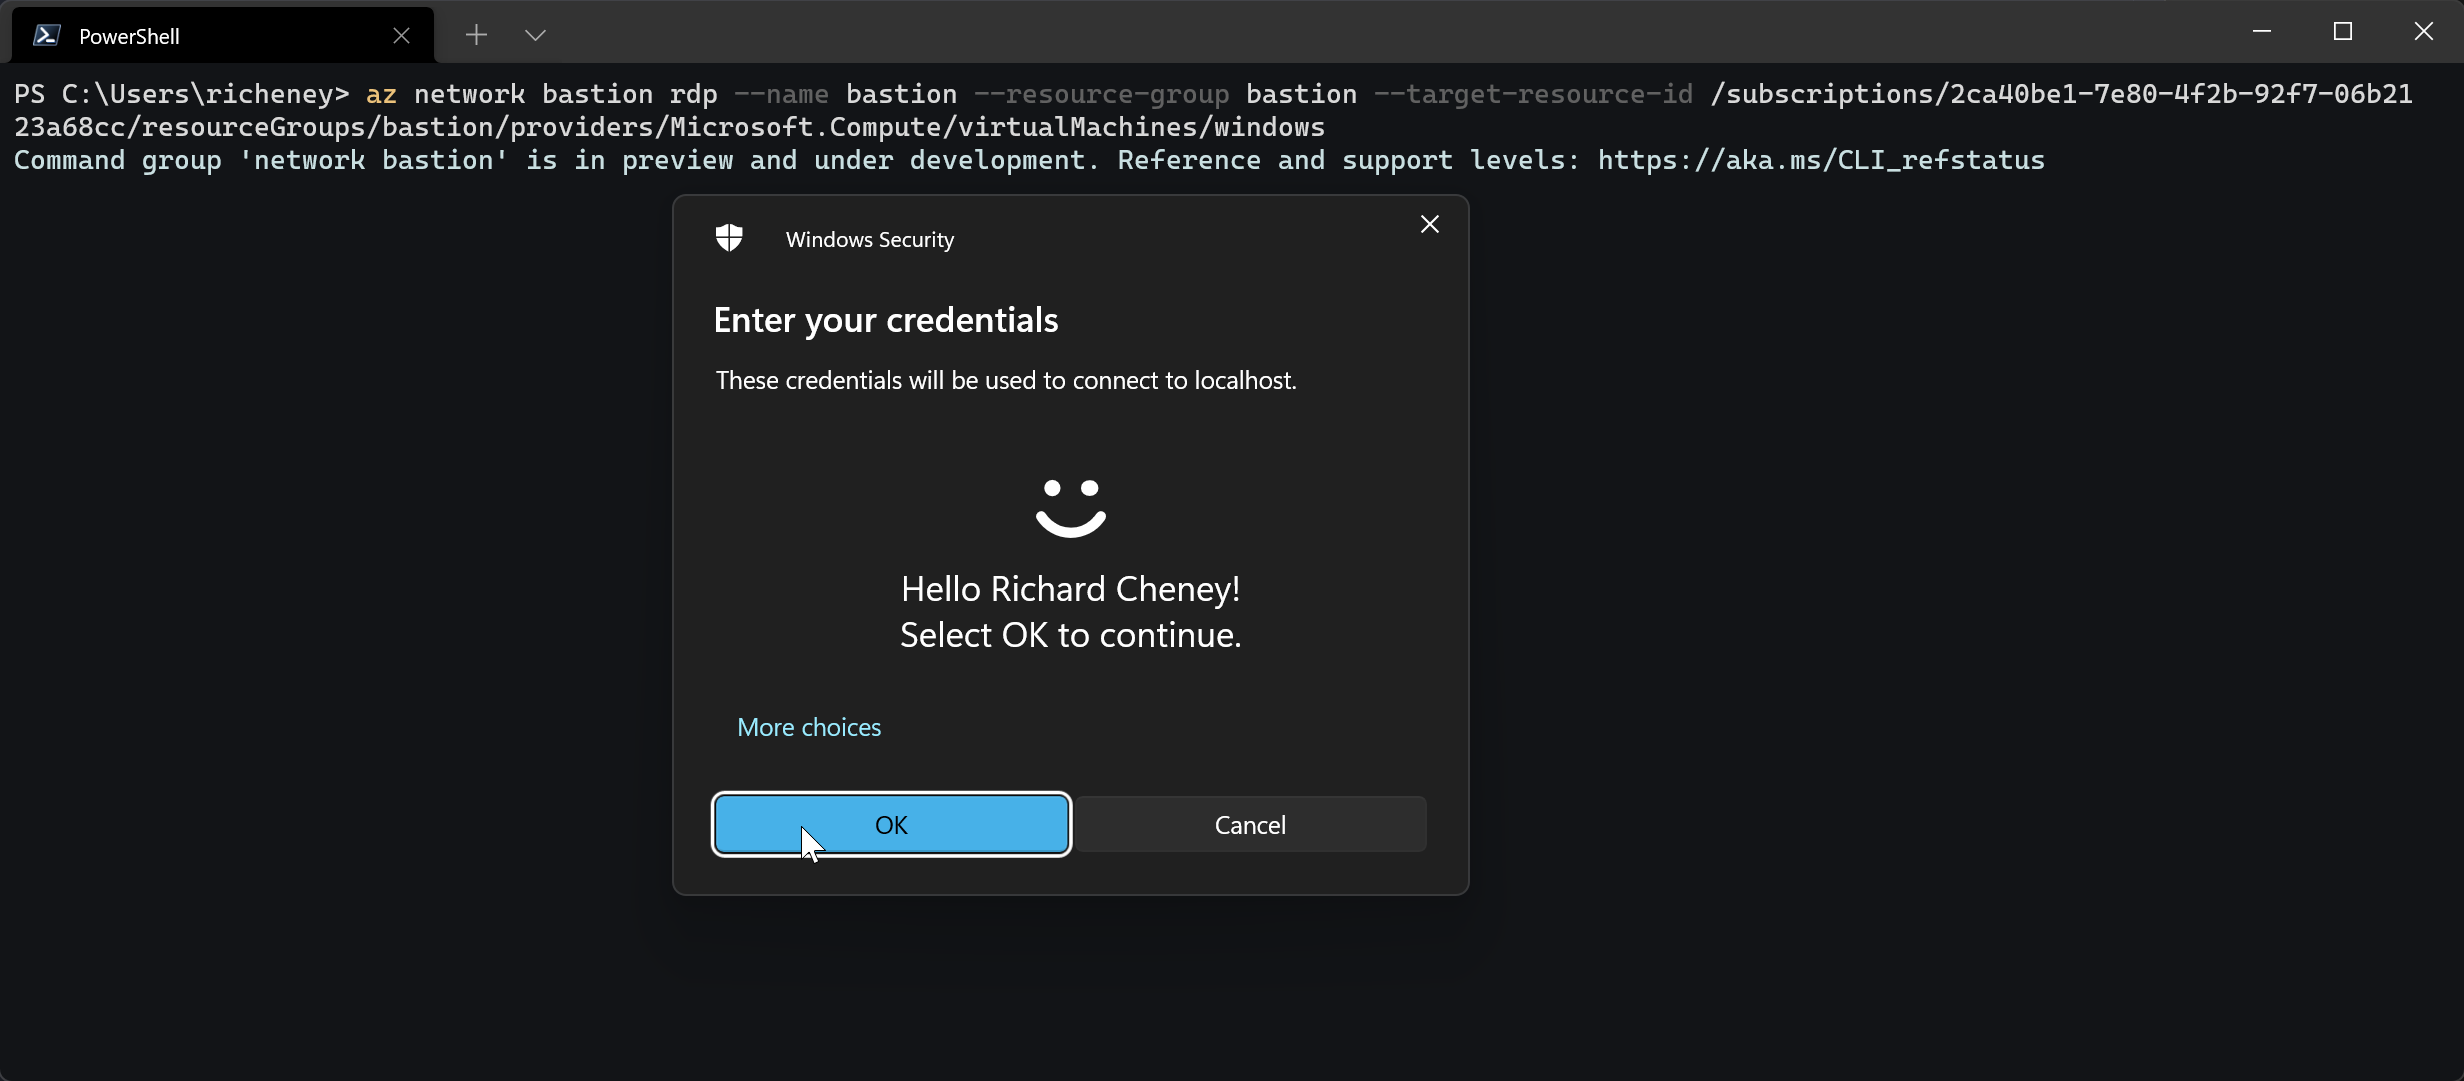 PowerShell
PS C:\Users\richeney> az network bastion rdp --name bastion --resource-group bastion --target-resource-id /subscriptions/2ca40be1-7e80-4f2b-92f7-06b21
23a68cc/resourceGroups/bastion/providers/Microsoft.Compute/virtualMachines/windows
Command group 'network bastion' is in preview and under development. Reference and support levels: https://aka.ms/CLI_refstatus
Windows Security
Enter your credentials
These credentials will be used to connect to localhost.
Hello Richard Cheney!
Select OK to continue.
More choices
OK
Cancel